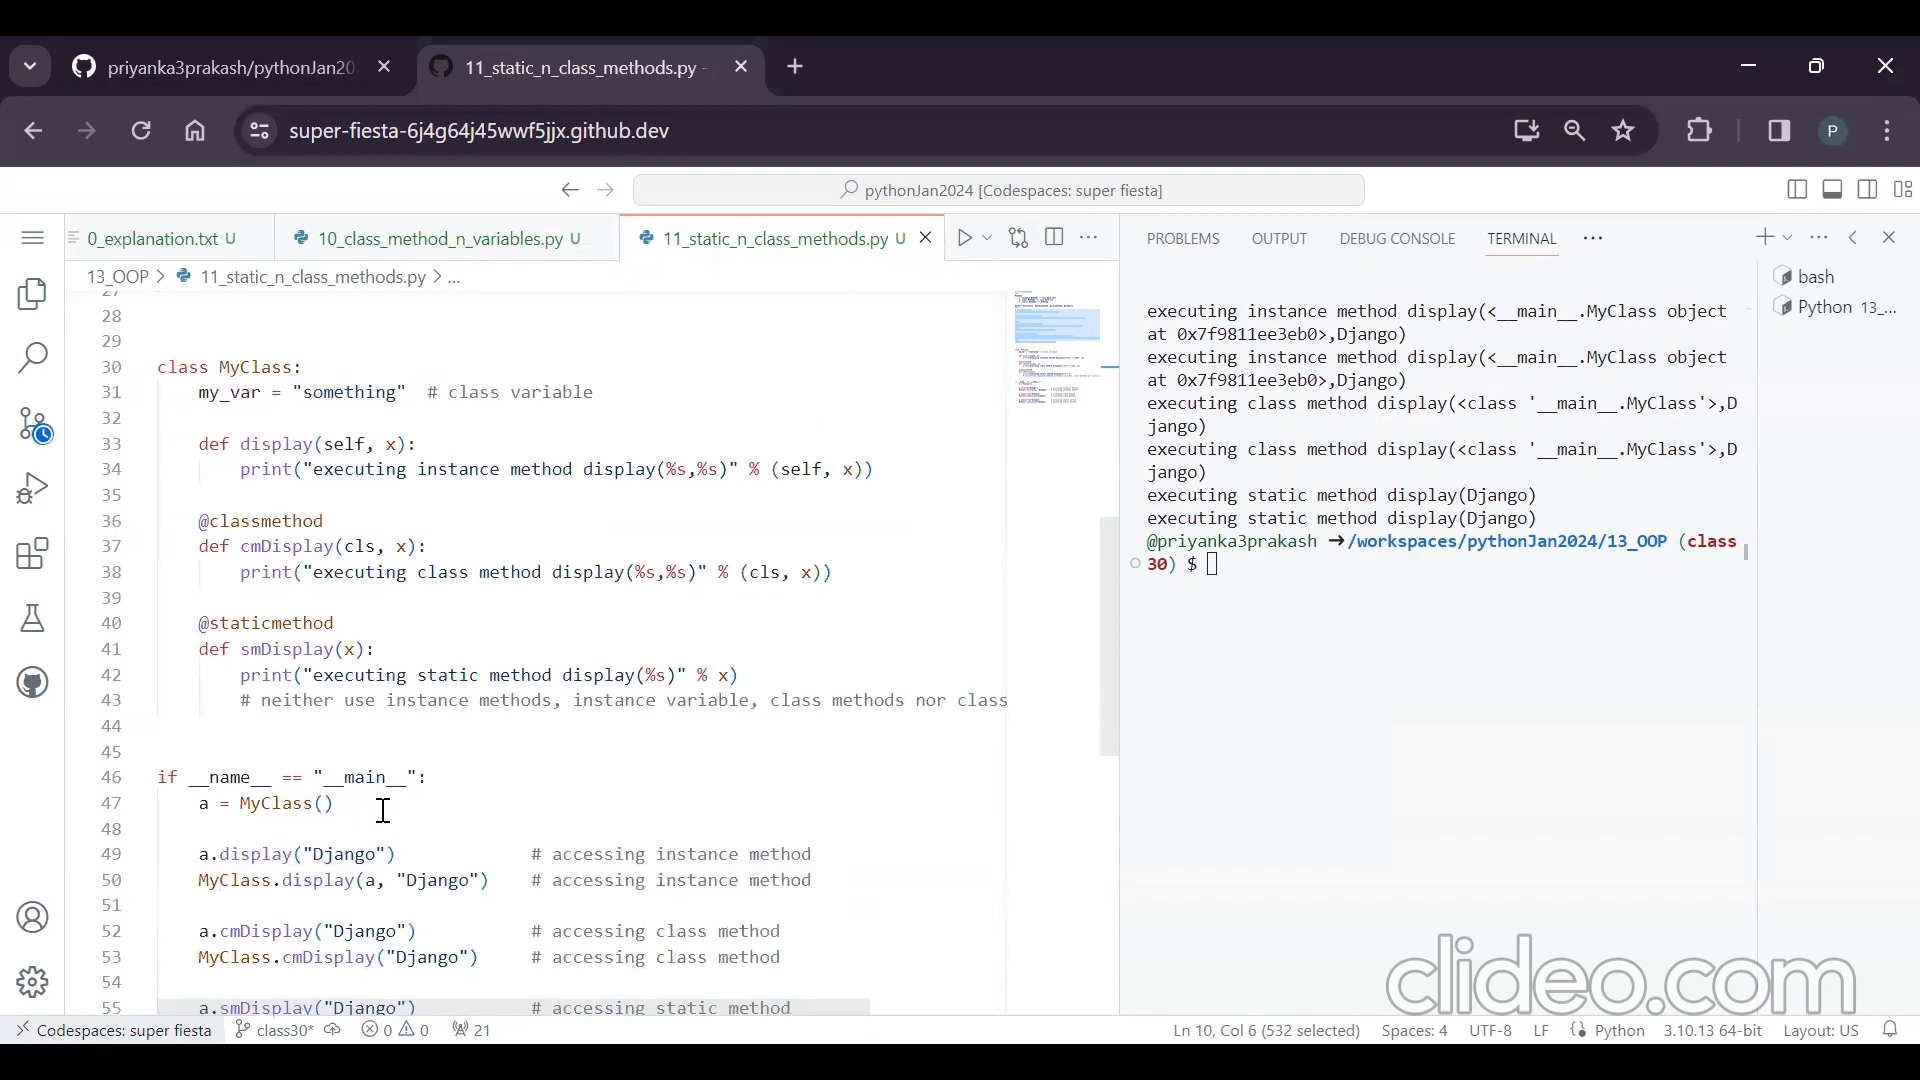 priyanka3prakash/pythonJan20
11_static_n_class_methods.py -
super-fiesta-6j4g64j45wwf5jjx.github.dev
P
pythonJan2024 [Codespaces: super fiesta]
0_explanation.txt U
10_class_method_n_variables.py U
11_static_n_class_methods.py U
PROBLEMS OUTPUT DEBUG CONSOLE TERMINAL
13_OOP > 11_static_n_class_methods.py > ...
27
28
29
30 class MyClass:
31 my_var = "something" # class variable
32
33 def display(self, x):
34 print("executing instance method display(%s,%s)" % (self, x))
35
36 @classmethod
37 def cmDisplay(cls, x):
38 print("executing class method display(%s,%s)" % (cls, x))
39
40 @staticmethod
41 def smDisplay(x):
42 print("executing static method display(%s)" % x)
43 # neither use instance methods, instance variable, class methods nor class
44
45
46 if __name__ == "__main__":
47 a = MyClass()
48
49 a.display("Django") # accessing instance method
50 MyClass.display(a, "Django") # accessing instance method
51
52 a.cmDisplay("Django") # accessing class method
53 MyClass.cmDisplay("Django") # accessing class method
54
55 a.smDisplay("Django") # accessing static method
executing instance method display(<__main__.MyClass object
at 0x7f9811ee3eb0>,Django)
executing instance method display(<__main__.MyClass object
at 0x7f9811ee3eb0>,Django)
executing class method display(<class '__main__.MyClass'>,D
jango)
executing class method display(<class '__main__.MyClass'>,D
jango)
executing static method display(Django)
executing static method display(Django)
@priyanka3prakash →/workspaces/pythonJan2024/13_OOP (class
30) $
bash
Python 13_...
clideo.com
Codespaces: super fiesta class30* 0 0 21
Ln 10, Col 6 (532 selected) Spaces: 4 UTF-8 LF Python 3.10.13 64-bit Layout: US